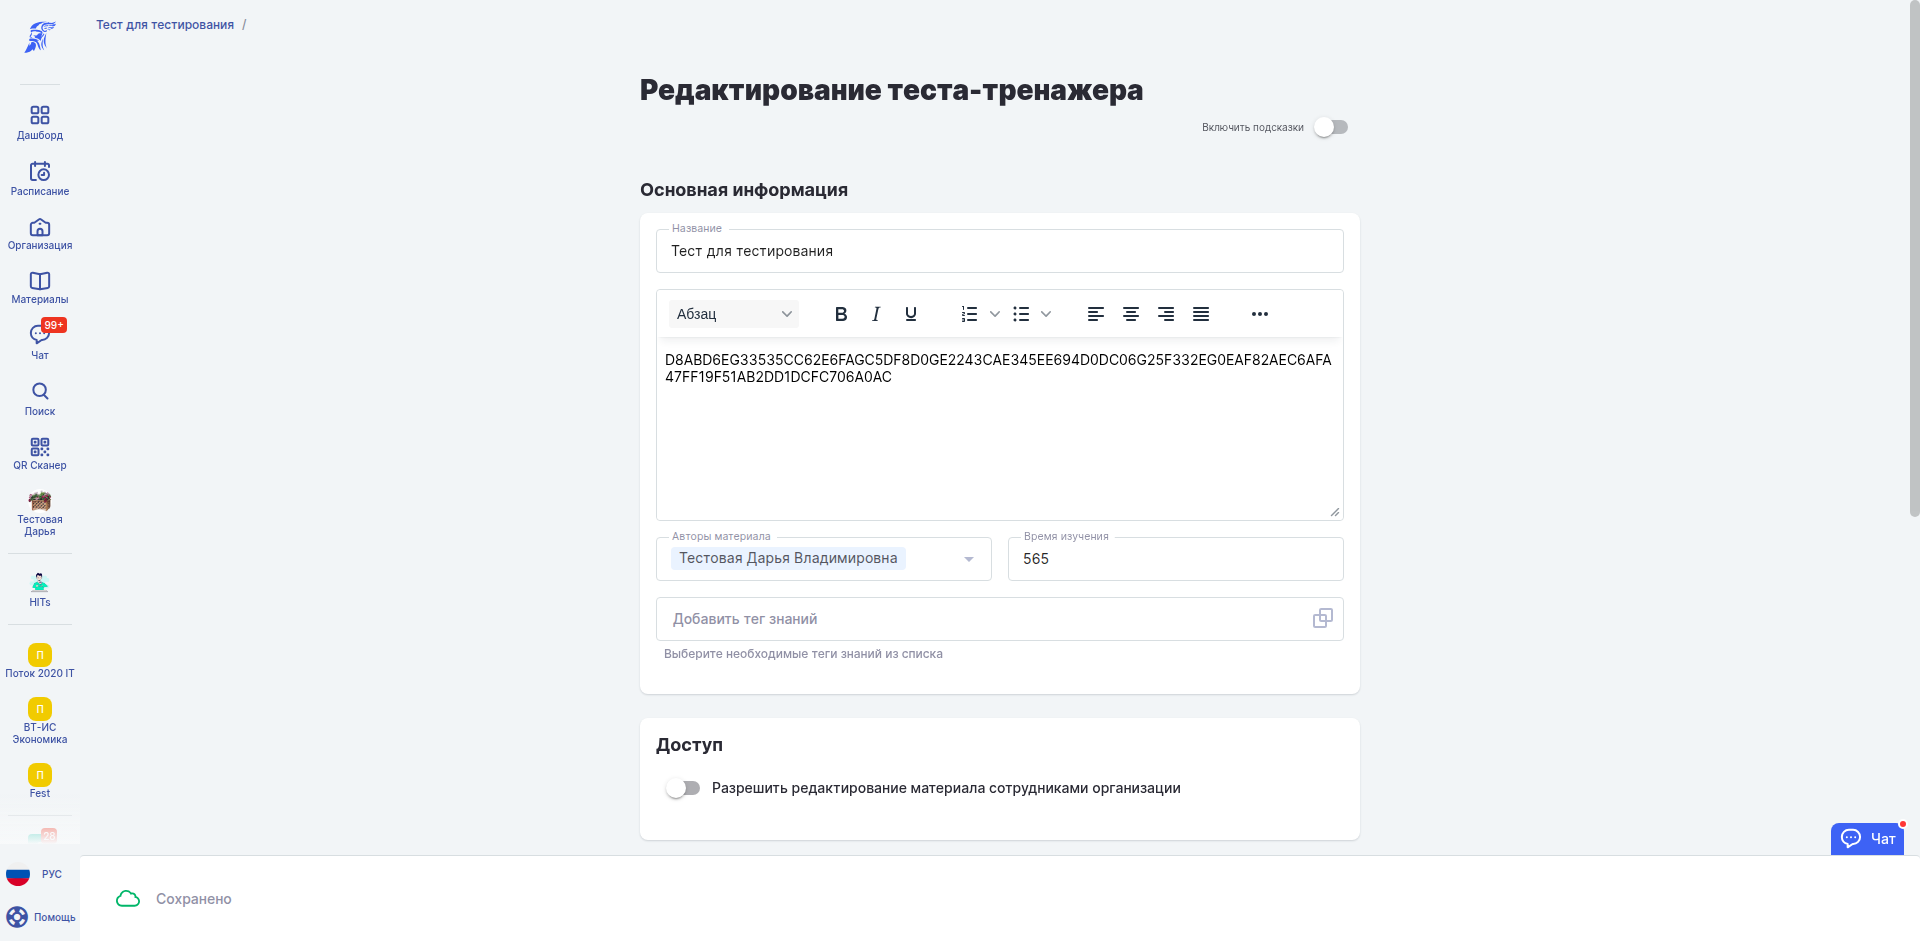 Тест для тестирования /
Дашборд
Расписание
Организация
Материалы
99+
Чат
Поиск
QR Сканер
Тестовая
Дарья
HITs
П
Поток 2020 IT
П
ВТ-ИС
Экономика
П
Fest
28
РУС
Помощь
Редактирование теста-тренажера
Включить подсказки
Основная информация
Название
Тест для тестирования
Абзац
B I U
D8ABD6EG33535CC62E6FAGC5DF8D0GE2243CAE345EE694D0DC06G25F332EG0EAF82AEC6AFA
47FF19F51AB2DD1DCFC706A0AC
Авторы материала
Тестовая Дарья Владимировна
Время изучения
565
Добавить тег знаний
Выберите необходимые теги знаний из списка
Доступ
Разрешить редактирование материала сотрудниками организации
Чат
Сохранено